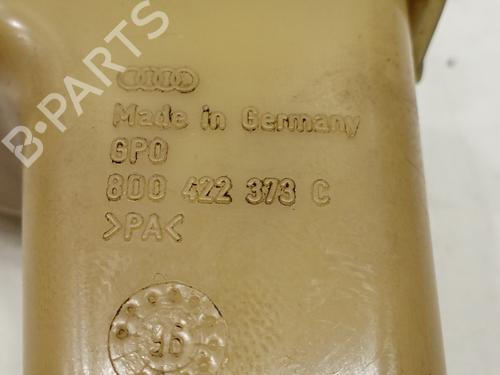 B-PARTS
Made in Germany
GPO
8D0 422 373 C
>PA<